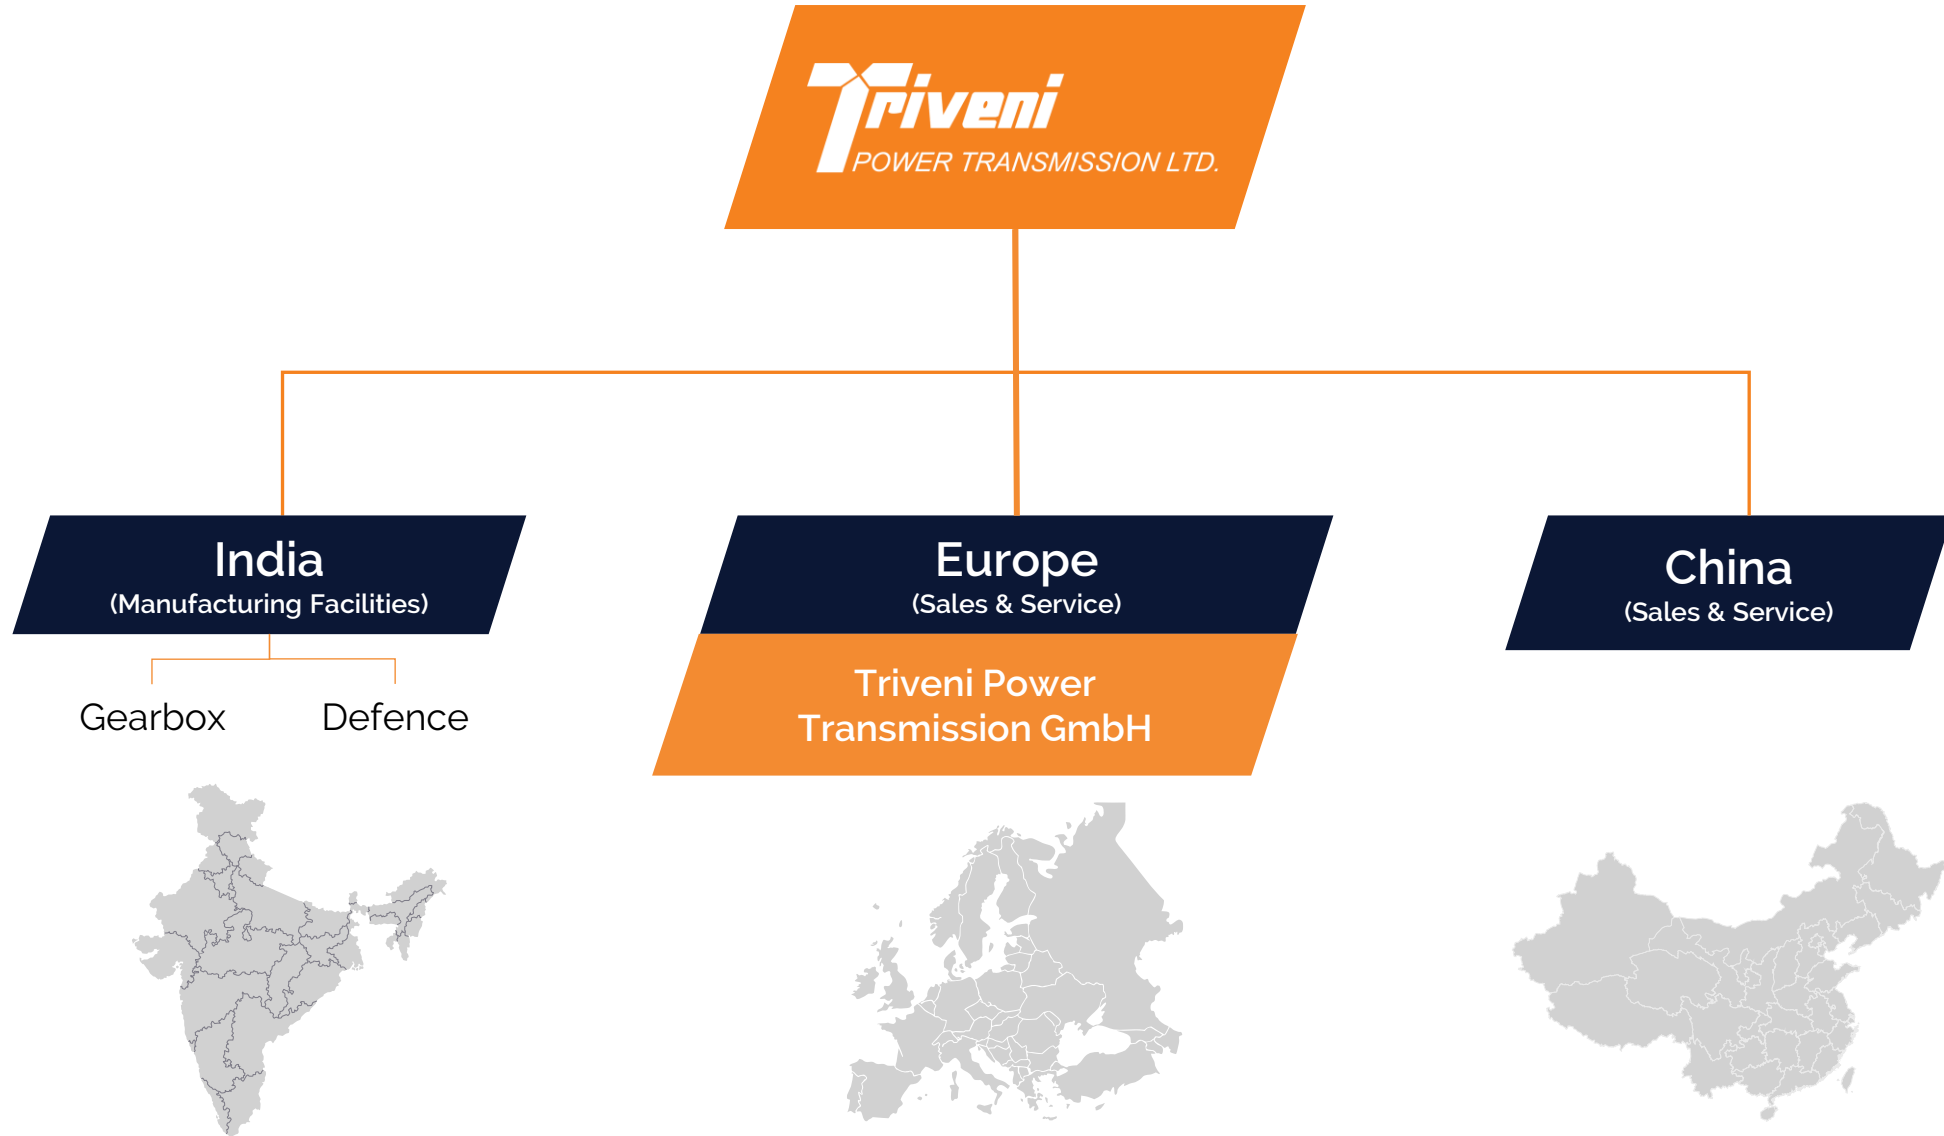 Triveni
POWER TRANSMISSION LTD.
India
(Manufacturing Facilities)
Gearbox
Defence
Europe
(Sales & Service)
Triveni Power
Transmission GmbH
China
(Sales & Service)